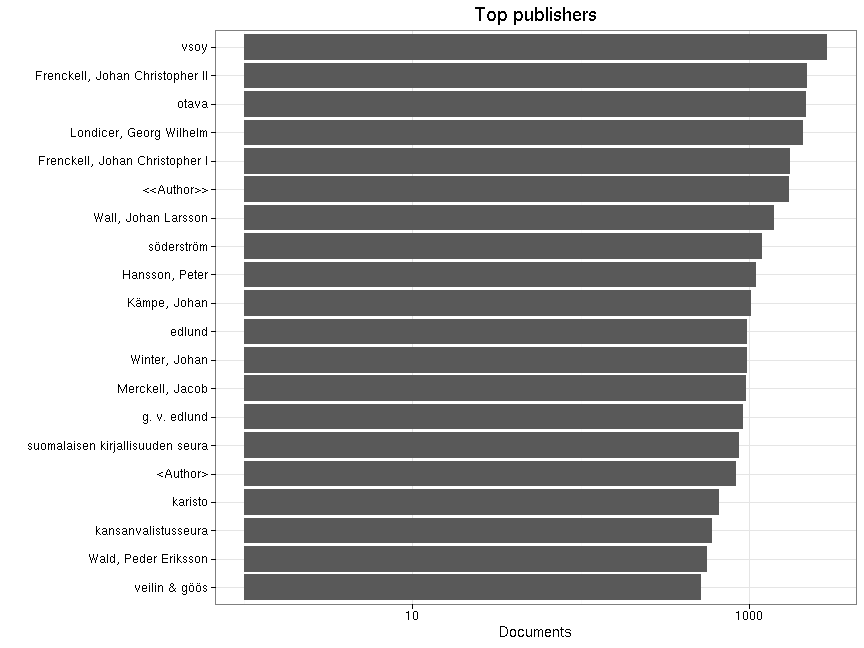 Top publishers
vsoy
Frenckell, Johan Christopher II
otava
Londicer, Georg Wilhelm
Frenckell, Johan Christopher I
<<Author>>
Wall, Johan Larsson
söderström
Hansson, Peter
Kämpe, Johan
edlund
Winter, Johan
Merckell, Jacob
g. v. edlund
suomalaisen kirjallisuuden seura
<Author>
karisto
kansanvalistusseura
Wald, Peder Eriksson
veilin & göös
10 1000
Documents